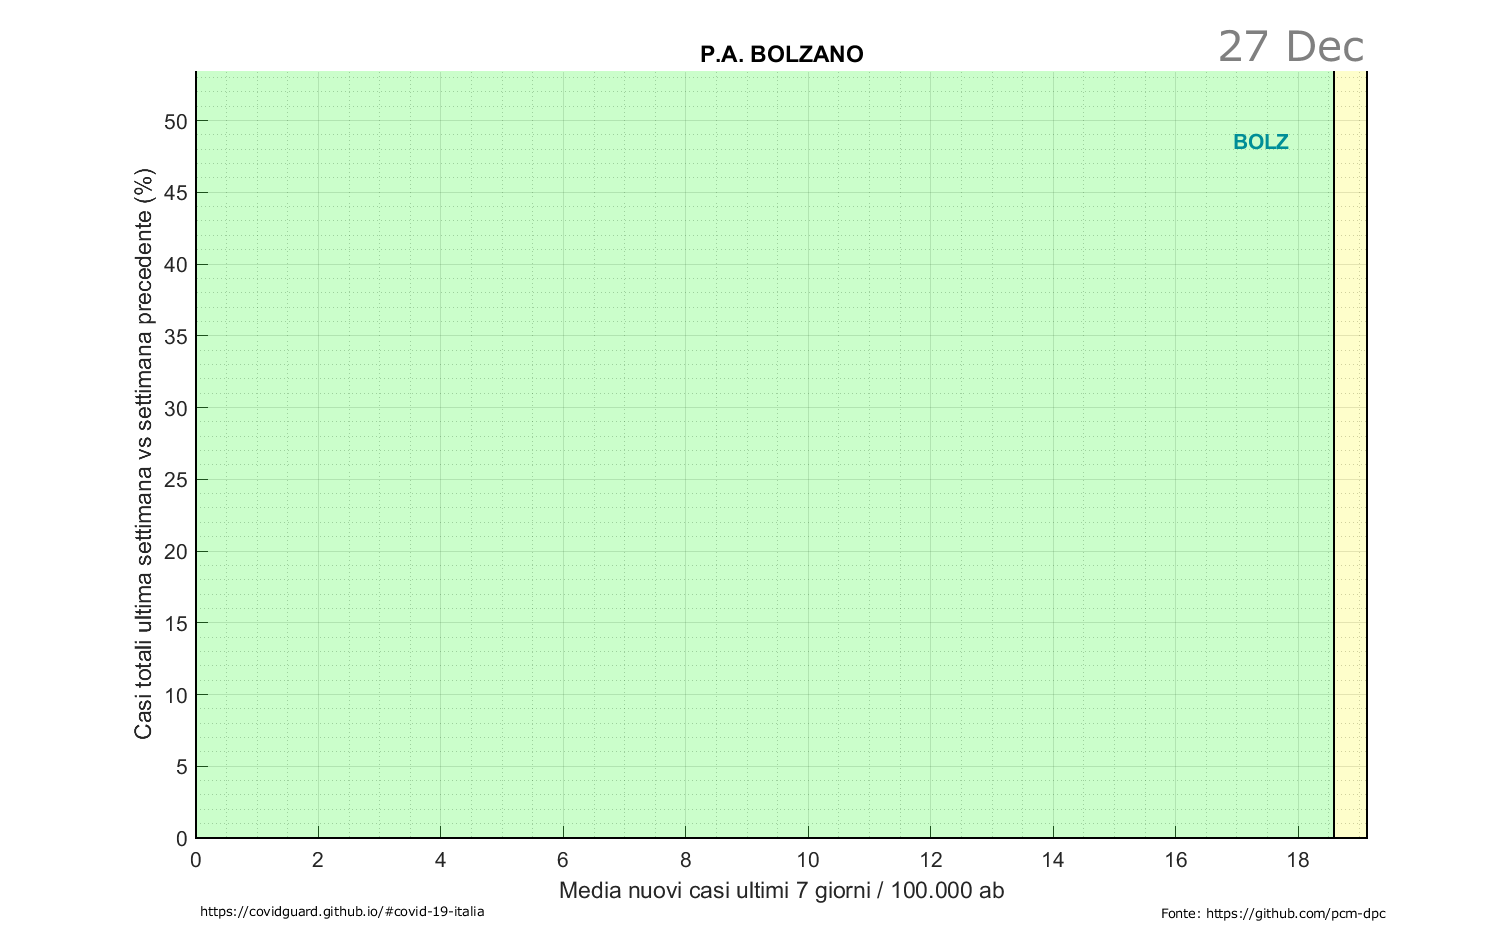 27 Dec
P.A. BOLZANO
BOLZ
Casi totali ultima settimana vs settimana precedente (%)
50
45
40
35
30
25
20
15
10
5
0
0 2 4 6 8 10 12 14 16 18
Media nuovi casi ultimi 7 giorni / 100.000 ab
https://covidguard.github.io/#covid-19-italia
Fonte: https://github.com/pcm-dpc